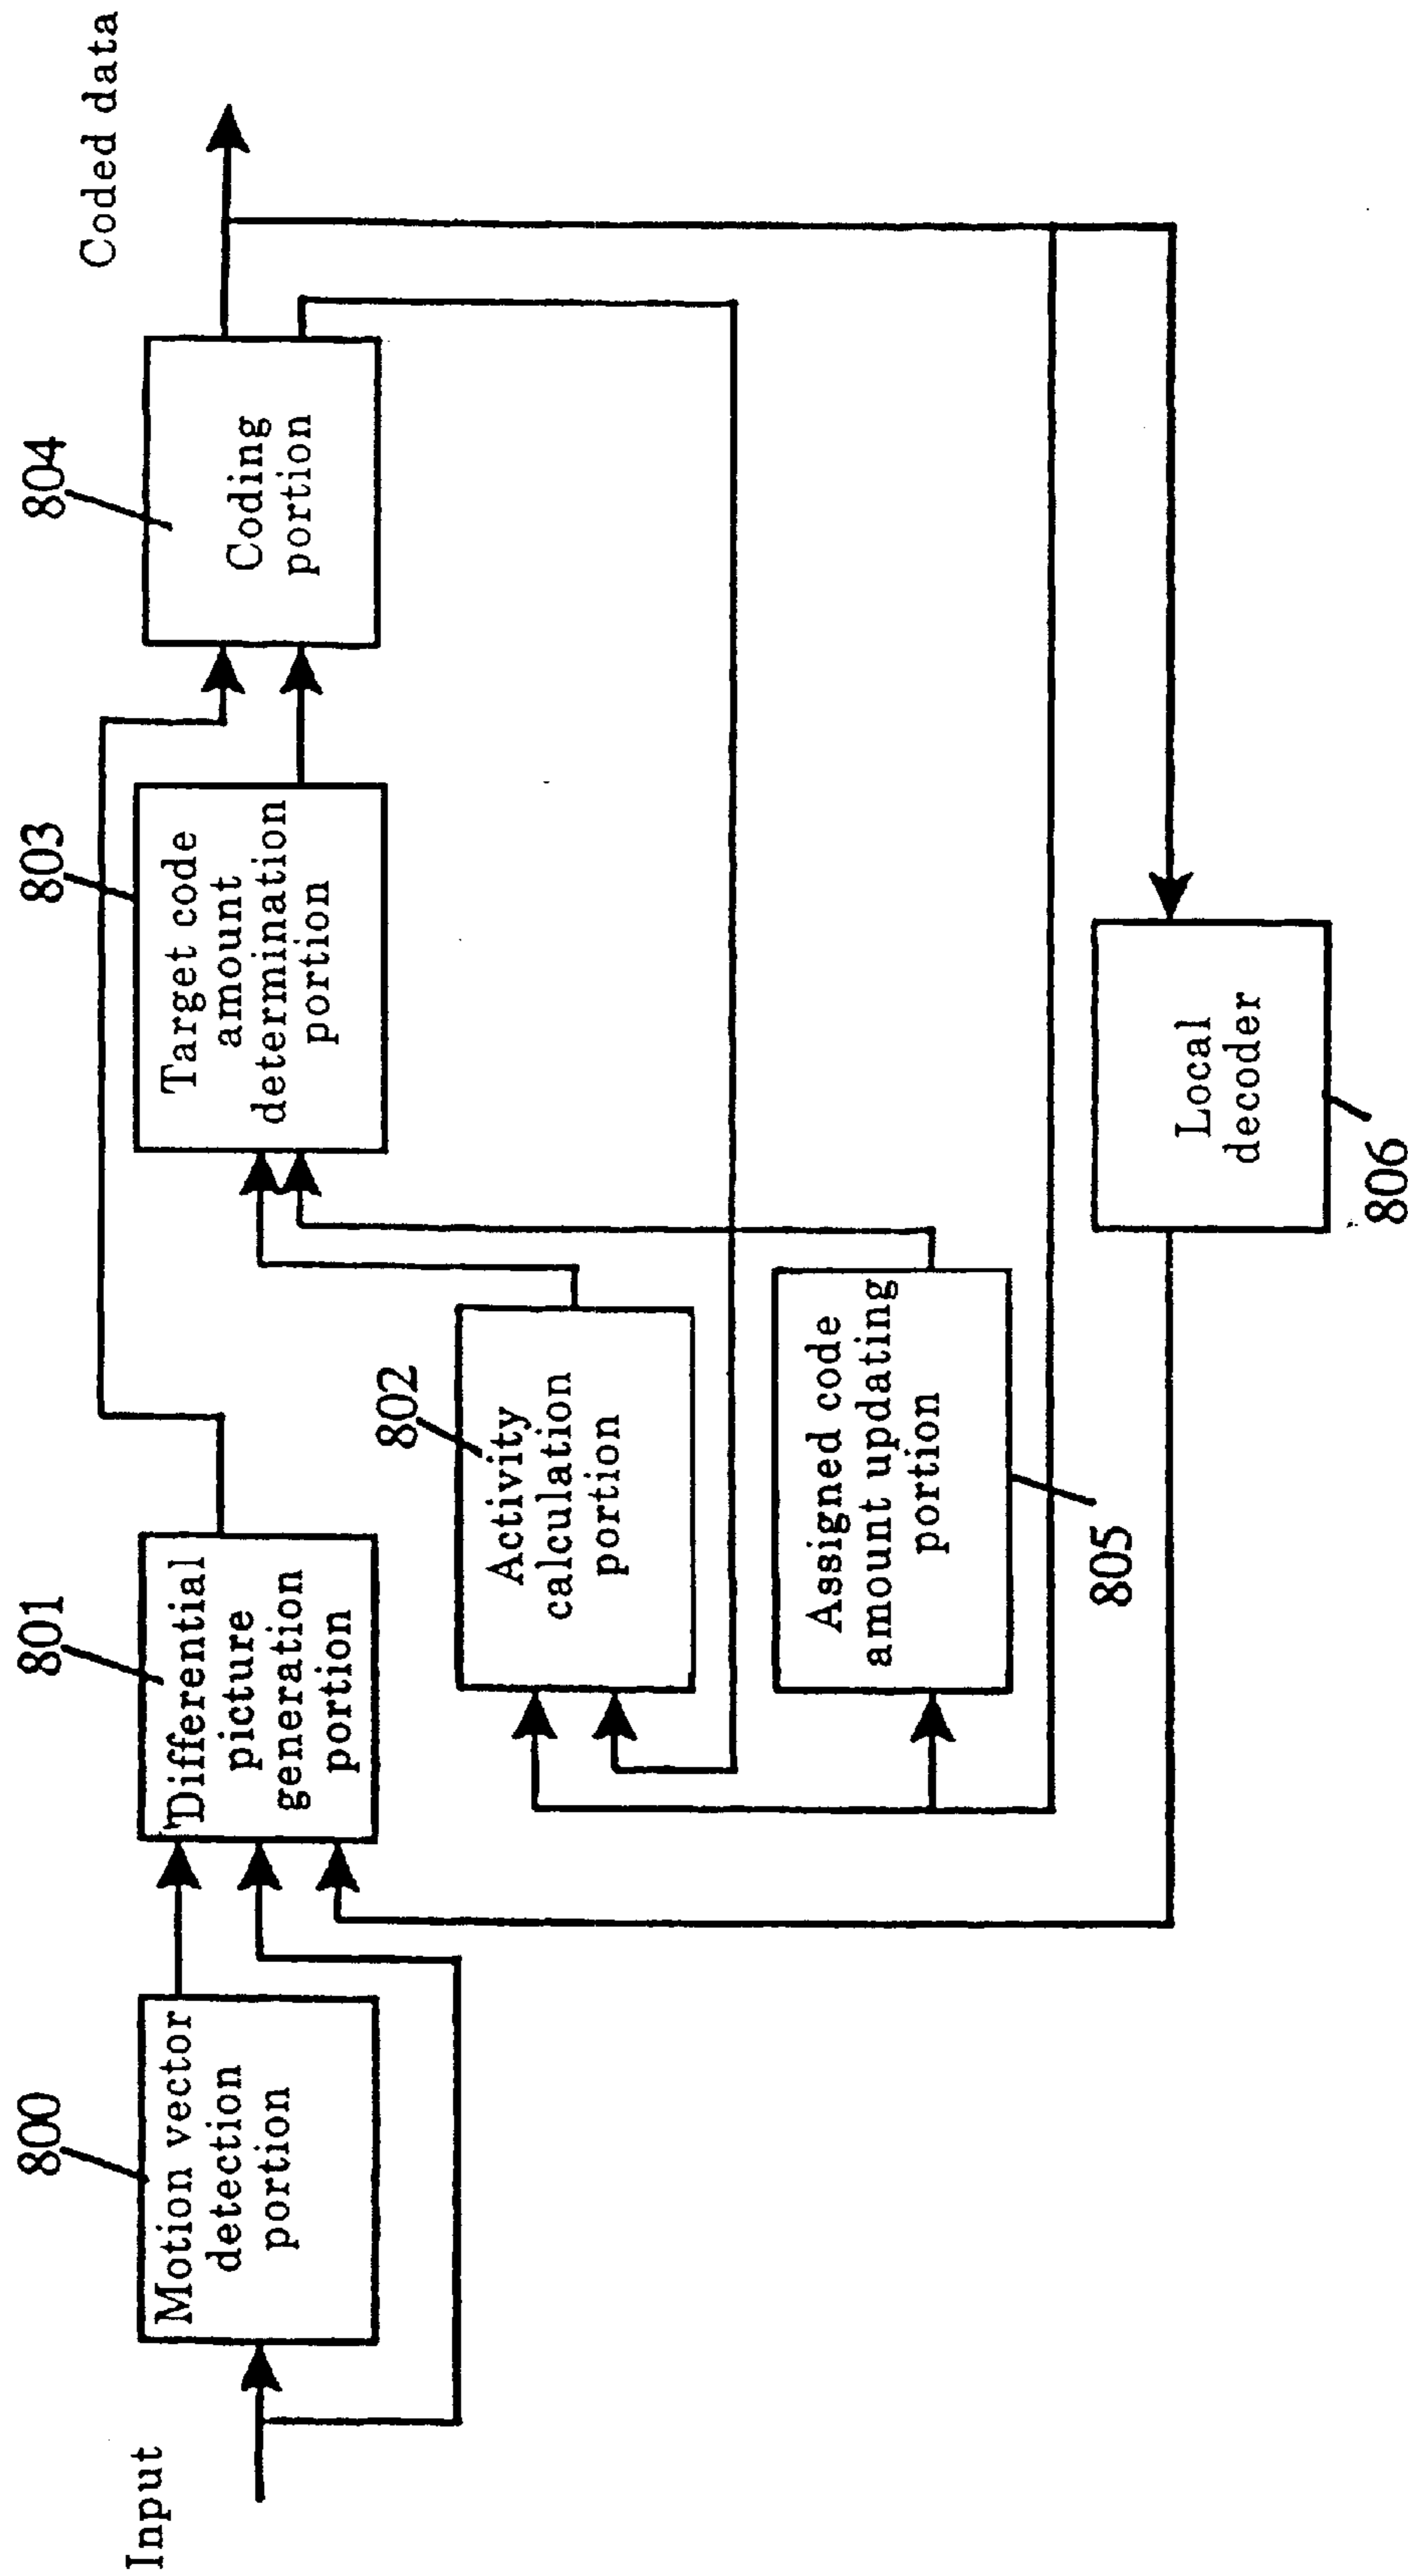 Coded data
804
Coding
portion
803
Target code
amount
determination
portion
801
Differential
picture
generation
portion
802
Activity
calculation
portion
Assigned code
amount updating
portion
805
Local
decoder
806
800
Motion vector
detection
portion
Input